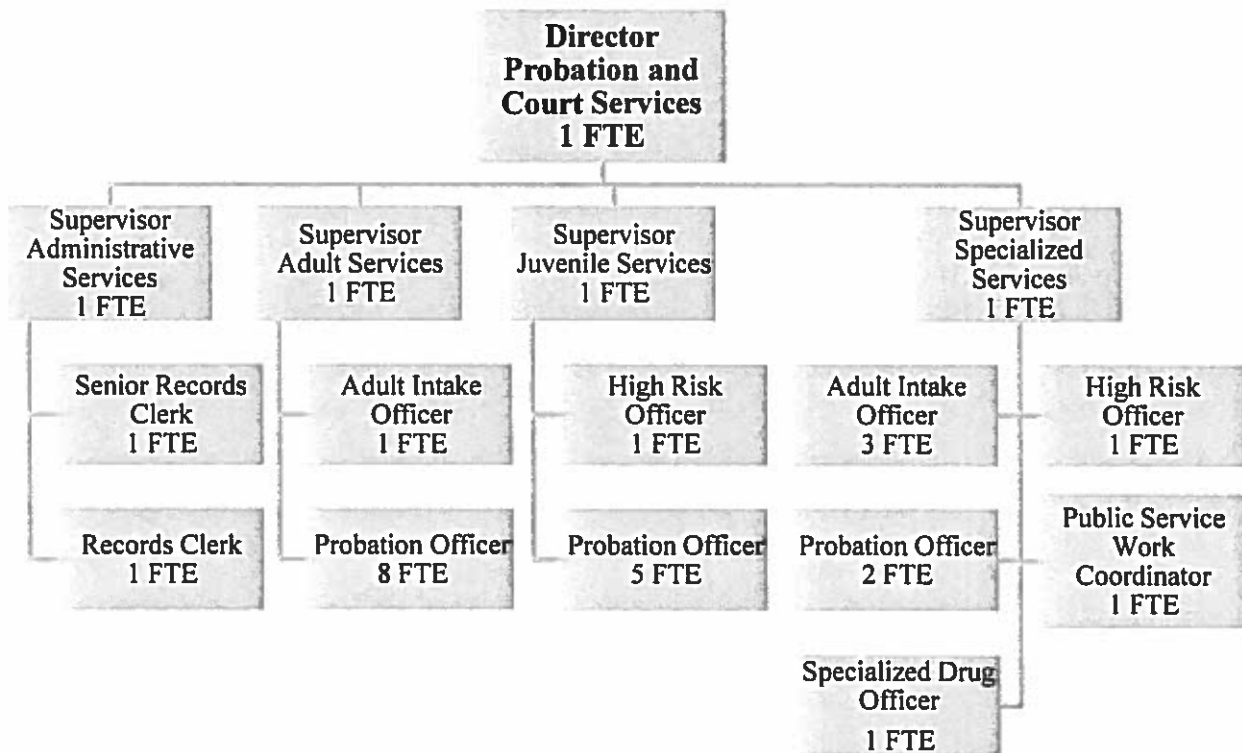 Director
Probation and
Court Services
1 FTE
Supervisor
Administrative
Services
1 FTE
Supervisor
Adult Services
1 FTE
Supervisor
Juvenile Services
1 FTE
Supervisor
Specialized
Services
1 FTE
Senior Records
Clerk
1 FTE
Adult Intake
Officer
1 FTE
High Risk
Officer
1 FTE
Adult Intake
Officer
3 FTE
High Risk
Officer
1 FTE
Records Clerk
1 FTE
Probation Officer
8 FTE
Probation Officer
5 FTE
Probation Officer
2 FTE
Public Service
Work
Coordinator
1 FTE
Specialized Drug
Officer
1 FTE